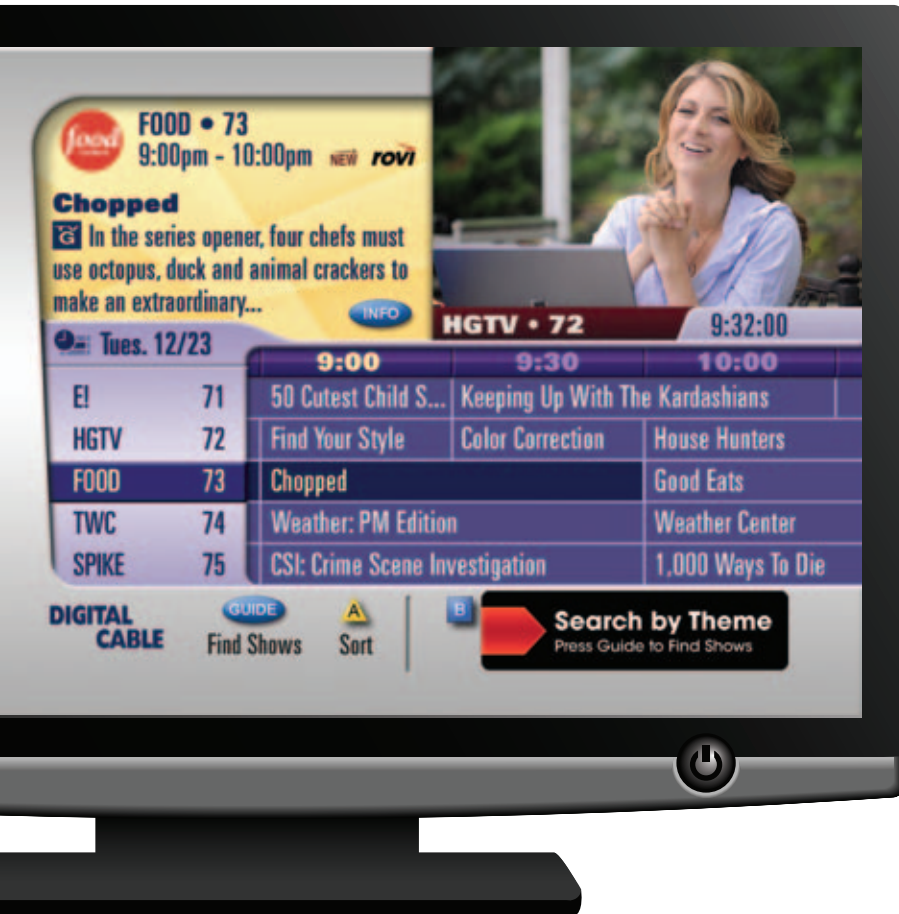 food
FOOD • 73
9:00pm - 10:00pm NEW rovi
Chopped
TV G In the series opener, four chefs must
use octopus, duck and animal crackers to
make an extraordinary...
INFO
HGTV • 72 9:32:00
Tues. 12/23
9:00 9:30 10:00
E! 71 50 Cutest Child S... Keeping Up With The Kardashians
HGTV 72 Find Your Style Color Correction House Hunters
FOOD 73 Chopped Good Eats
TWC 74 Weather: PM Edition Weather Center
SPIKE 75 CSI: Crime Scene Investigation 1,000 Ways To Die
DIGITAL
CABLE
GUIDE
Find Shows
A
Sort
B
Search by Theme
Press Guide to Find Shows